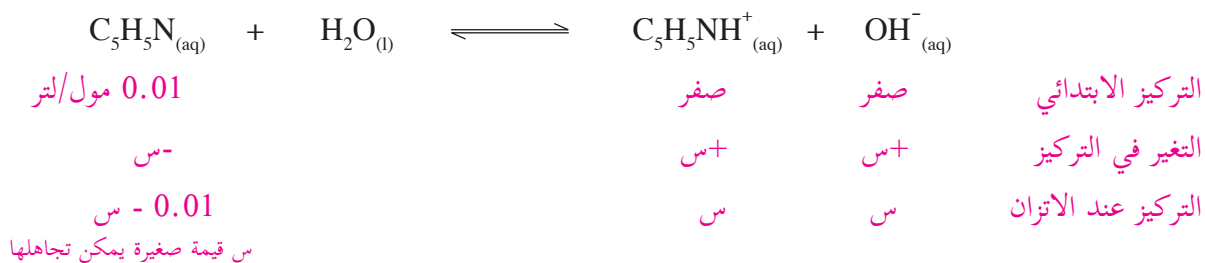 C₅H₅N(aq) + H₂O(l) ⇌ C₅H₅NH⁺(aq) + OH⁻(aq)
التركيز الابتدائي صفر صفر 0.01 مول/لتر
التغير في التركيز +س +س -س
التركيز عند الاتزان س س 0.01 - س
س قيمة صغيرة يمكن تجاهلها